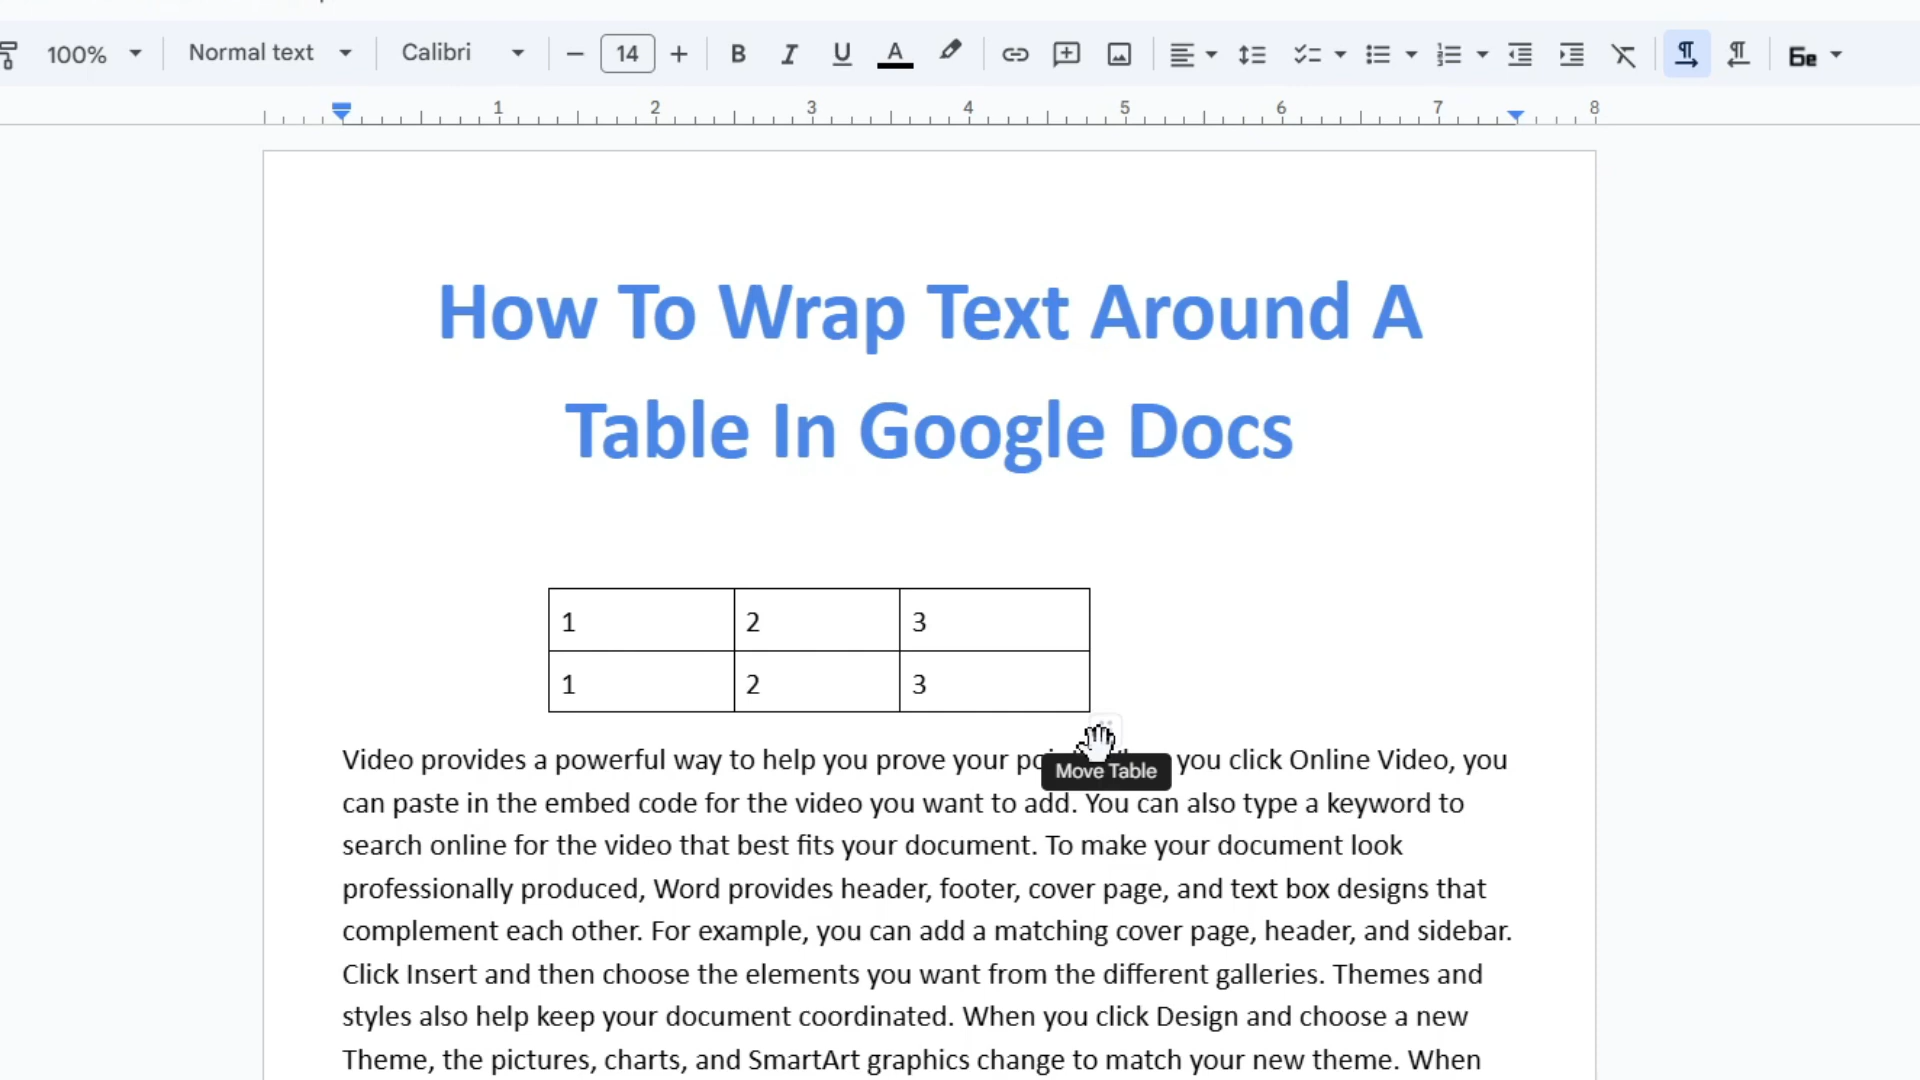 100% Normal text Calibri 14 B I U A Бе
1 2 3 4 5 6 7 8
How To Wrap Text Around A
Table In Google Docs
1 2 3
1 2 3
Video provides a powerful way to help you prove your you click Online Video, you
Move Table
can paste in the embed code for the video you want to add. You can also type a keyword to
search online for the video that best fits your document. To make your document look
professionally produced, Word provides header, footer, cover page, and text box designs that
complement each other. For example, you can add a matching cover page, header, and sidebar.
Click Insert and then choose the elements you want from the different galleries. Themes and
styles also help keep your document coordinated. When you click Design and choose a new
Theme, the pictures, charts, and SmartArt graphics change to match your new theme. When